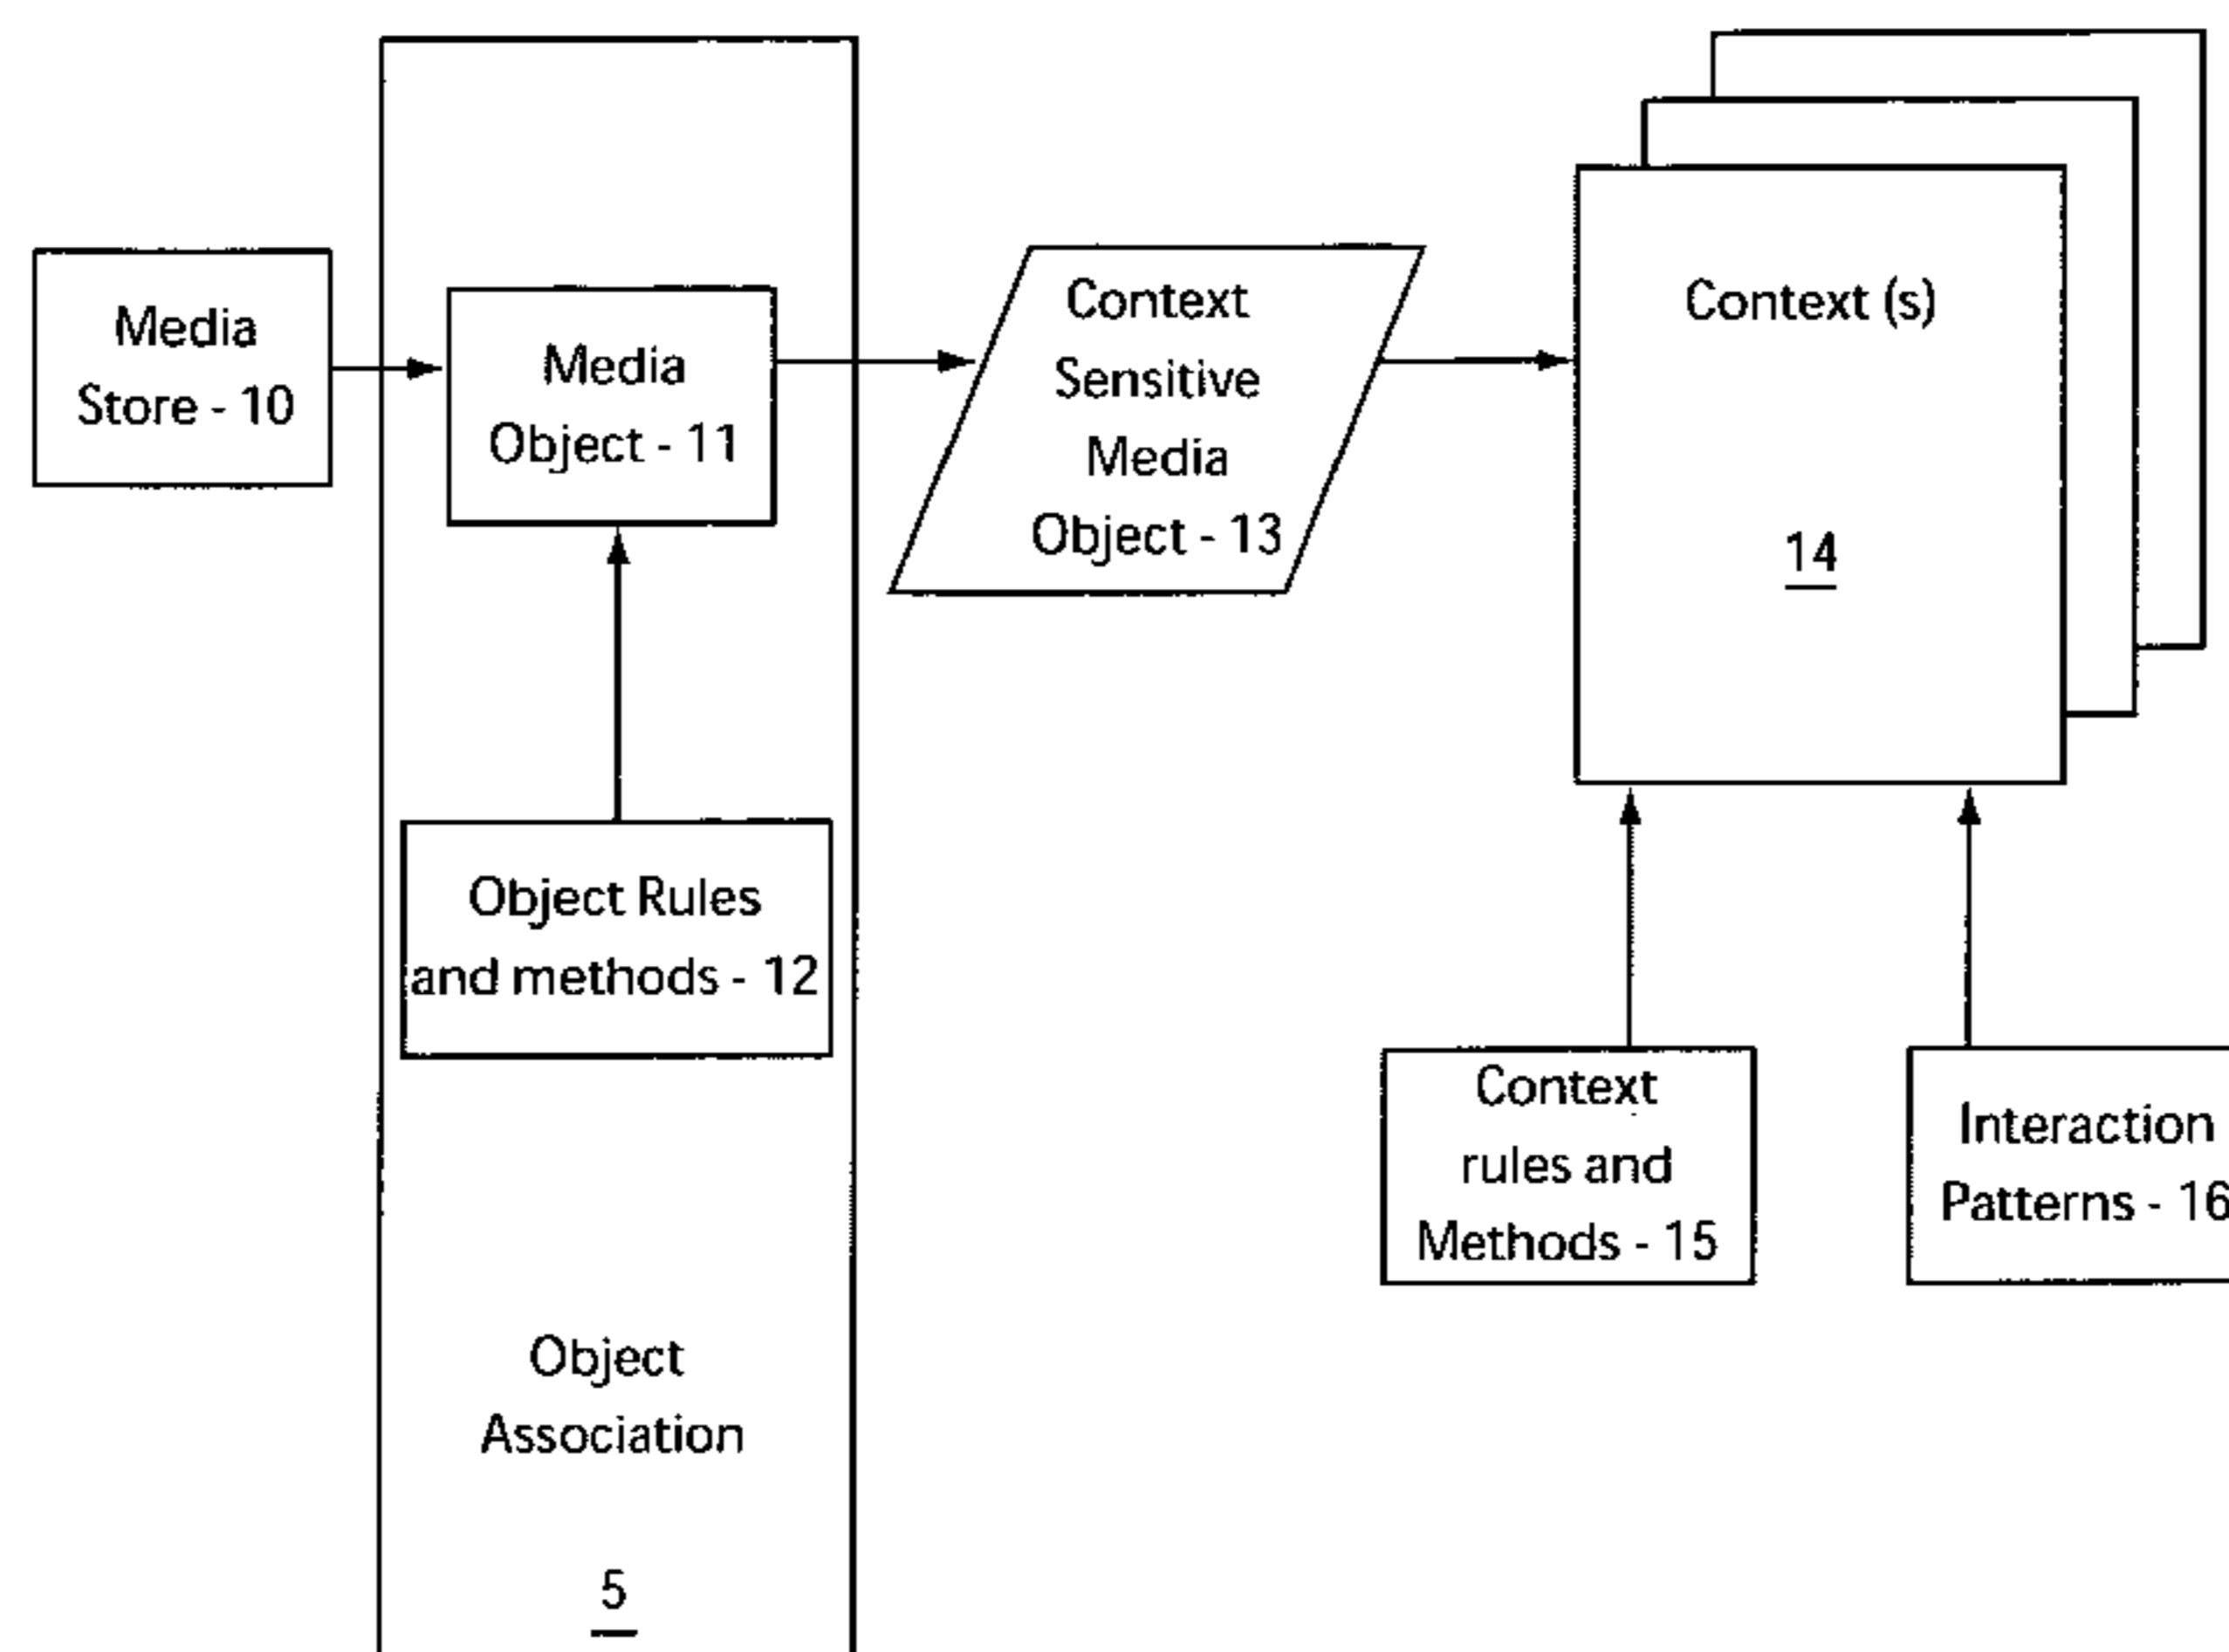 Media
Store - 10
Media
Object - 11
Object Rules
and methods - 12
Object
Association
5
Context
Sensitive
Media
Object - 13
Context (s)
14
Context
rules and
Methods - 15
Interaction
Patterns - 16